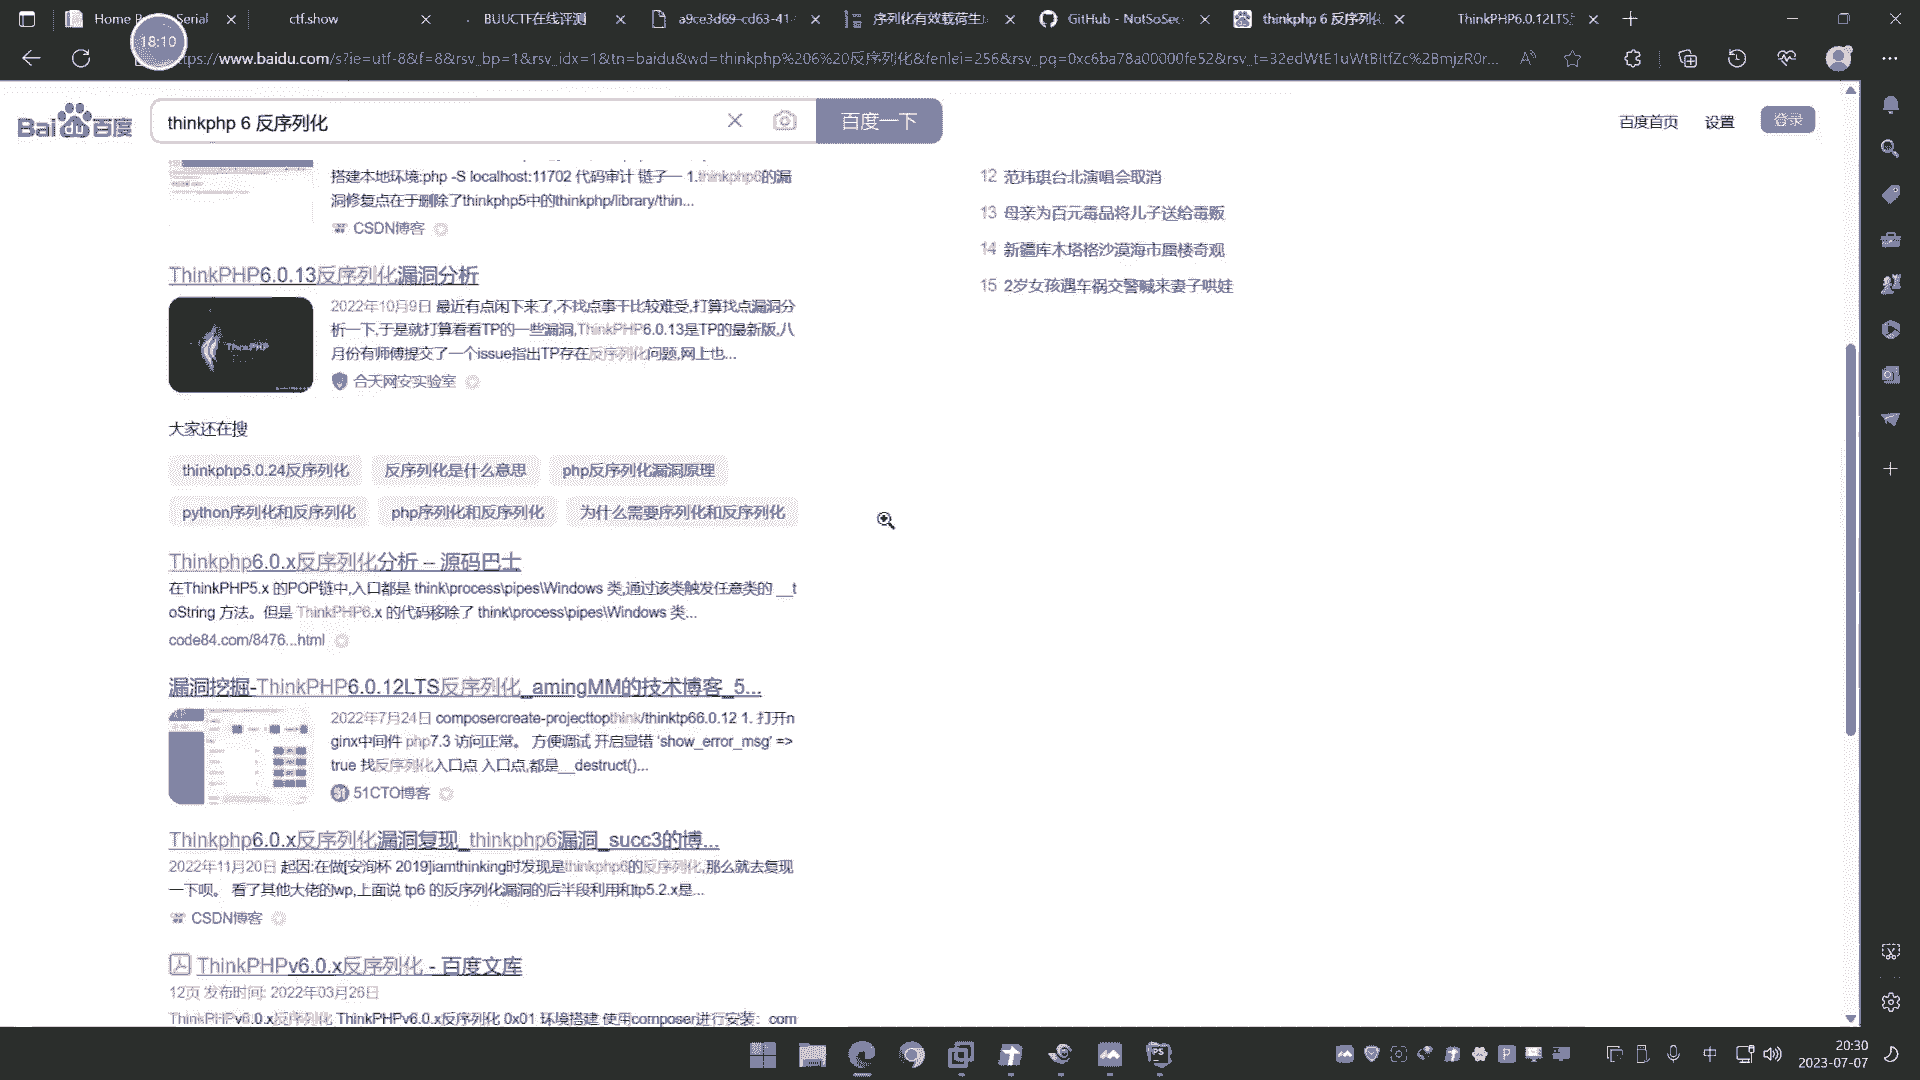 ctf.show
BUUCTF在线评测
a9ce3d69-cd63-41
序列化有效载荷生
GitHub - NotSoSec
thinkphp 6 反序列化
ThinkPHP6.0.12LTS
18:10
https://www.baidu.com/s?ie=utf-8&f=8&rsv_bp=1&rsv_idx=1&tn=baidu&wd=thinkphp%206%20反序列化&fenlei=256&rsv_pq=0xc6ba78a00000fe52&rsv_t=32edWtE1uWtBItfZc%2BmjzR0r...
Bai du 百度
thinkphp 6 反序列化
百度一下
百度首页
设置
登录
搭建本地环境:php -S localhost:11702 代码审计 链子一 1.thinkphp6的漏
洞修复点在于删除了thinkphp5中的thinkphp/library/thin...
CSDN博客
12 范玮琪台北演唱会取消
13 母亲为百元毒品将儿子送给毒贩
14 新疆库木塔格沙漠海市蜃楼奇观
15 2岁女孩遇车祸交警喊来妻子哄娃
ThinkPHP6.0.13反序列化漏洞分析
2022年10月9日 最近有点闲下来了,不找点事干比较难受,打算找点漏洞分
析一下,于是就打算看看TP的一些漏洞,ThinkPHP6.0.13是TP的最新版,八
月份有师傅提交了一个issue指出TP存在反序列化问题,网上也...
ThinkPHP
合天网安实验室
大家还在搜
thinkphp5.0.24反序列化
反序列化是什么意思
php反序列化漏洞原理
python序列化和反序列化
php序列化和反序列化
为什么需要序列化和反序列化
Thinkphp6.0.x反序列化分析 – 源码巴士
在ThinkPHP5.x 的POP链中,入口都是 think\process\pipes\Windows 类,通过该类触发任意类的 __t
oString 方法。但是 ThinkPHP6.x 的代码移除了 think\process\pipes\Windows 类...
code84.com/8476...html
漏洞挖掘-ThinkPHP6.0.12LTS反序列化_amingMM的技术博客_5...
2022年7月24日 composercreate-projecttopthink/thinktp66.0.12 1. 打开n
ginx中间件 php7.3 访问正常。 方便调试 开启显错 'show_error_msg' =>
true 找反序列化入口点 入口点,都是__destruct()...
51CTO博客
Thinkphp6.0.x反序列化漏洞复现_thinkphp6漏洞_succ3的博...
2022年11月20日 起因:在做[安洵杯 2019]iamthinking时发现是thinkphp6的反序列化,那么就去复现
一下呗。 看了其他大佬的wp,上面说 tp6 的反序列化漏洞的后半段利用和tp5.2.x是...
CSDN博客
ThinkPHPv6.0.x反序列化 - 百度文库
12页 发布时间: 2022年03月26日
ThinkPHPv6.0.x反序列化 ThinkPHPv6.0.x反序列化 0x01 环境搭建 使用composer进行安装：com
中
20:30
2023-07-07